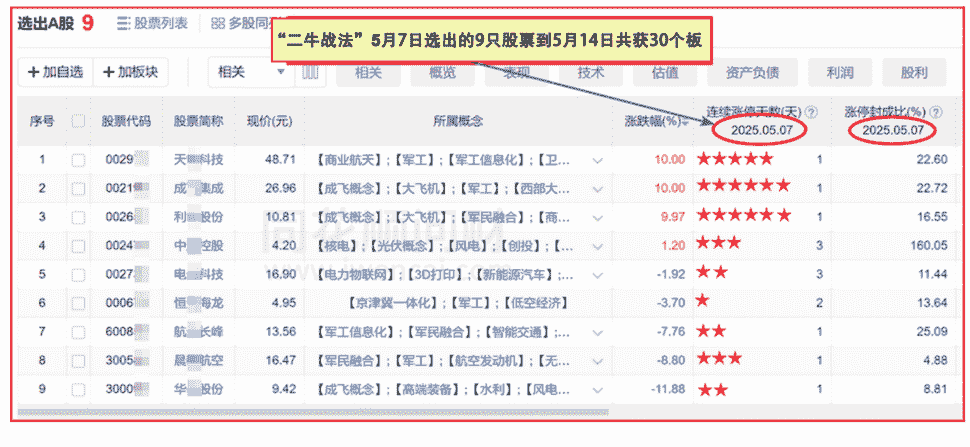 选出A股 9 股票列表 多股同列
“二牛战法”5月7日选出的9只股票到5月14日共获30个板
+加自选 +加板块 相关 相关 概览 表现 技术 估值 资产负债 利润 股利
序号 股票代码 股票简称 现价(元) 所属概念 涨跌幅(%) 连续涨停天数(天) 2025.05.07 涨停封成比(%) 2025.05.07
1 0029 天 科技 48.71 【商业航天】;【军工】;【军工信息化】;【卫... 10.00 ★★★★★ 1 22.60
2 0021 成 集成 26.96 【成飞概念】;【大飞机】;【军工】;【西部大... 10.00 ★★★★★★ 1 22.72
3 0026 利 股份 10.81 【成飞概念】;【大飞机】;【军民融合】;【商... 9.97 ★★★★★★ 1 16.55
4 0024 中 控股 4.20 【核电】;【光伏概念】;【风电】;【创投】;【... 1.20 ★★★ 3 160.05
5 0027 电 科技 16.90 【电力物联网】;【3D打印】;【新能源汽车】;... -1.92 ★★ 3 11.44
6 0006 恒 海龙 4.95 【京津冀一体化】;【军工】;【低空经济】 -3.70 ★ 2 13.64
7 6008 航 长峰 13.56 【军工信息化】;【军民融合】;【智能交通】;... -7.76 ★★ 1 25.09
8 3005 晨 航空 16.47 【军民融合】;【军工】;【航空发动机】;【无... -8.80 ★★★ 1 4.88
9 3000 华 股份 9.42 【成飞概念】;【高端装备】;【水利】;【风电... -11.88 ★★ 1 8.81